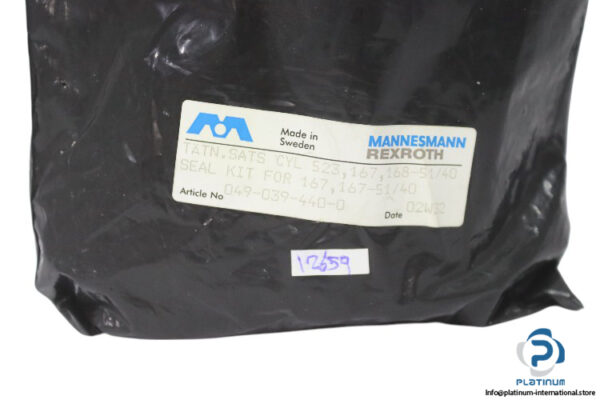 Made in
Sweden
MANNESMANN
REXROTH
TATN.SATS CYL 523,167,168-51/40
SEAL KIT FOR 167,167-51/40
Article No 049-039-440-0
Date 02W32
12659
PLATINUM
Info@platinum-international.store